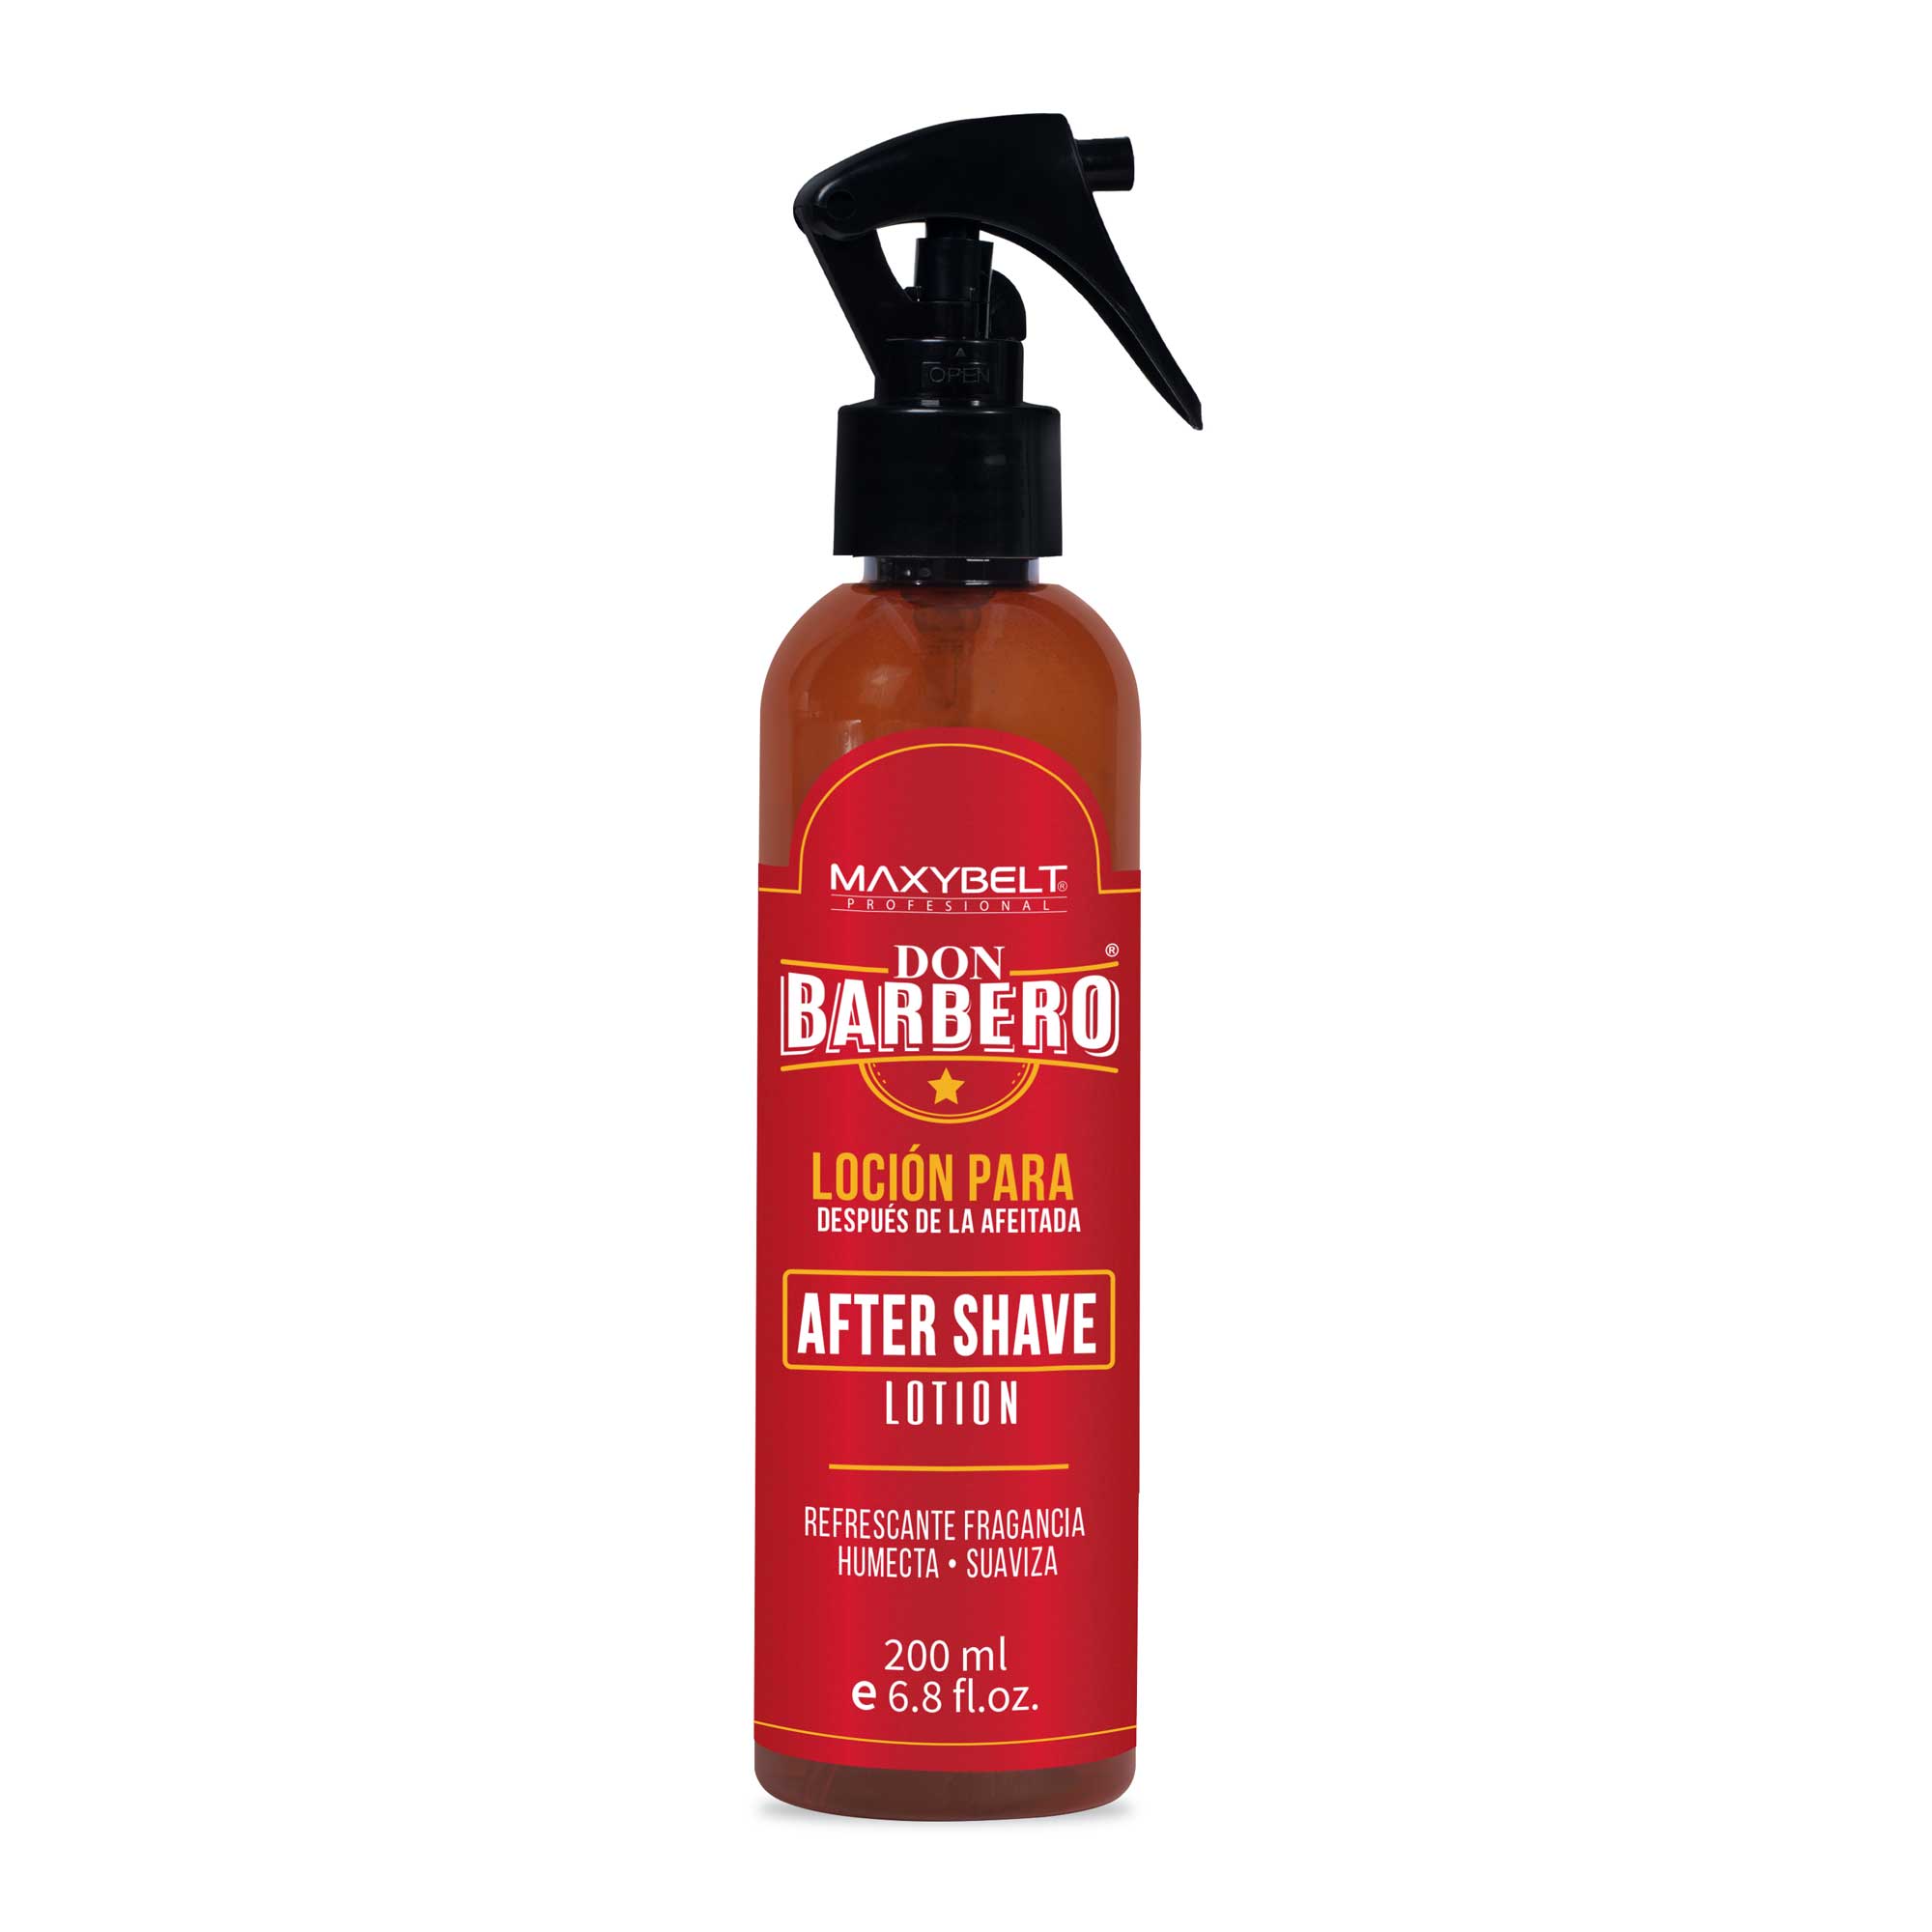 OPEN
MAXYBELT®
PROFESIONAL
DON ®
BARBERO
LOCIÓN PARA
DESPUÉS DE LA AFEITADA
AFTER SHAVE
LOTION
REFRESCANTE FRAGANCIA
HUMECTA • SUAVIZA
200 ml
e 6.8 fl.oz.